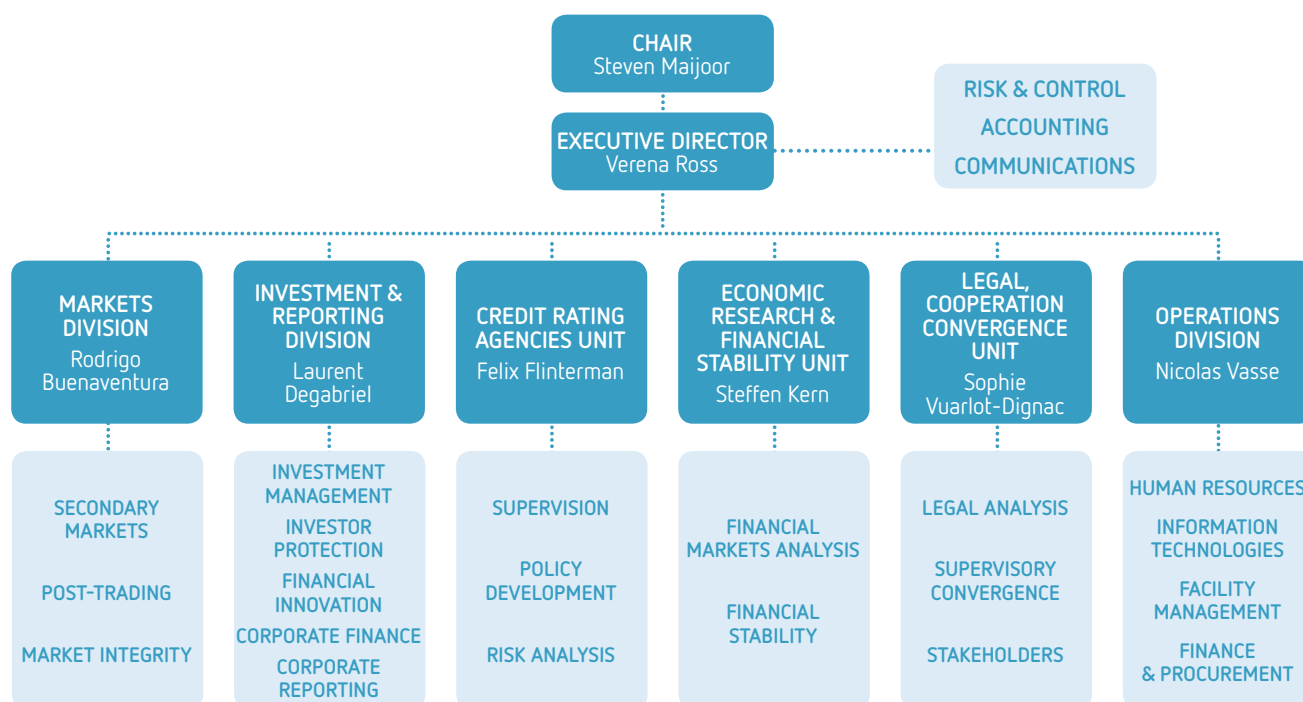 CHAIR
Steven Maijoor
EXECUTIVE DIRECTOR
Verena Ross
RISK & CONTROL
ACCOUNTING
COMMUNICATIONS
MARKETS
DIVISION
Rodrigo
Buenaventura
INVESTMENT &
REPORTING
DIVISION
Laurent
Degabriel
CREDIT RATING
AGENCIES UNIT
Felix Flinterman
ECONOMIC
RESEARCH &
FINANCIAL
STABILITY UNIT
Steffen Kern
LEGAL,
COOPERATION
CONVERGENCE
UNIT
Sophie
Vuarlot-Dignac
OPERATIONS
DIVISION
Nicolas Vasse
SECONDARY
MARKETS
POST-TRADING
MARKET INTEGRITY
INVESTMENT
MANAGEMENT
INVESTOR
PROTECTION
FINANCIAL
INNOVATION
CORPORATE FINANCE
CORPORATE
REPORTING
SUPERVISION
POLICY
DEVELOPMENT
RISK ANALYSIS
FINANCIAL
MARKETS ANALYSIS
FINANCIAL
STABILITY
LEGAL ANALYSIS
SUPERVISORY
CONVERGENCE
STAKEHOLDERS
HUMAN RESOURCES
INFORMATION
TECHNOLOGIES
FACILITY
MANAGEMENT
FINANCE
& PROCUREMENT